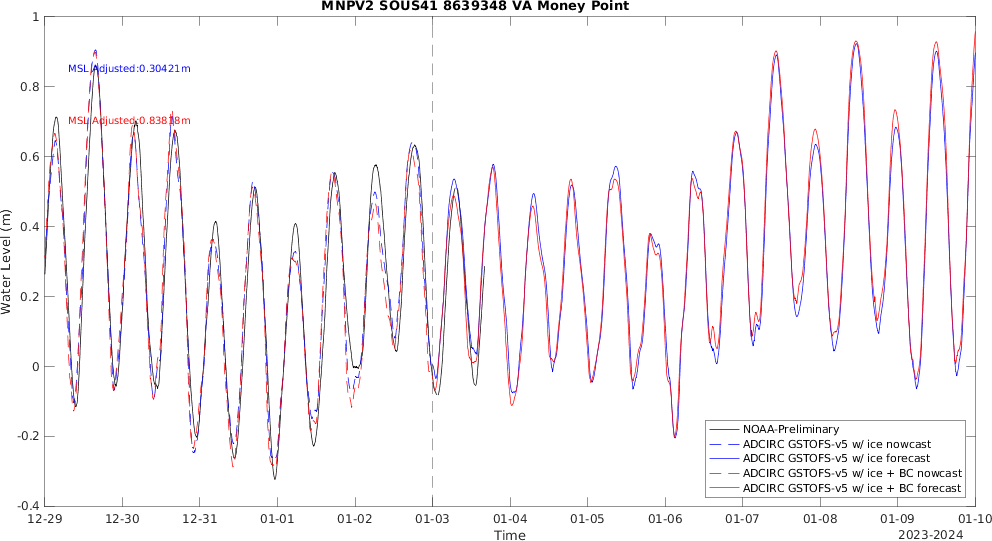 MNPV2 SOUS41 8639348 VA Money Point
1
0.8
0.6
0.4
0.2
0
-0.2
-0.4
Water Level (m)
MSL Adjusted:0.30421m
MSL Adjusted:0.83818m
NOAA-Preliminary
ADCIRC GSTOFS-v5 w/ ice nowcast
ADCIRC GSTOFS-v5 w/ ice forecast
ADCIRC GSTOFS-v5 w/ ice + BC nowcast
ADCIRC GSTOFS-v5 w/ ice + BC forecast
12-29 12-30 12-31 01-01 01-02 01-03 01-04 01-05 01-06 01-07 01-08 01-09 01-10
Time
2023-2024